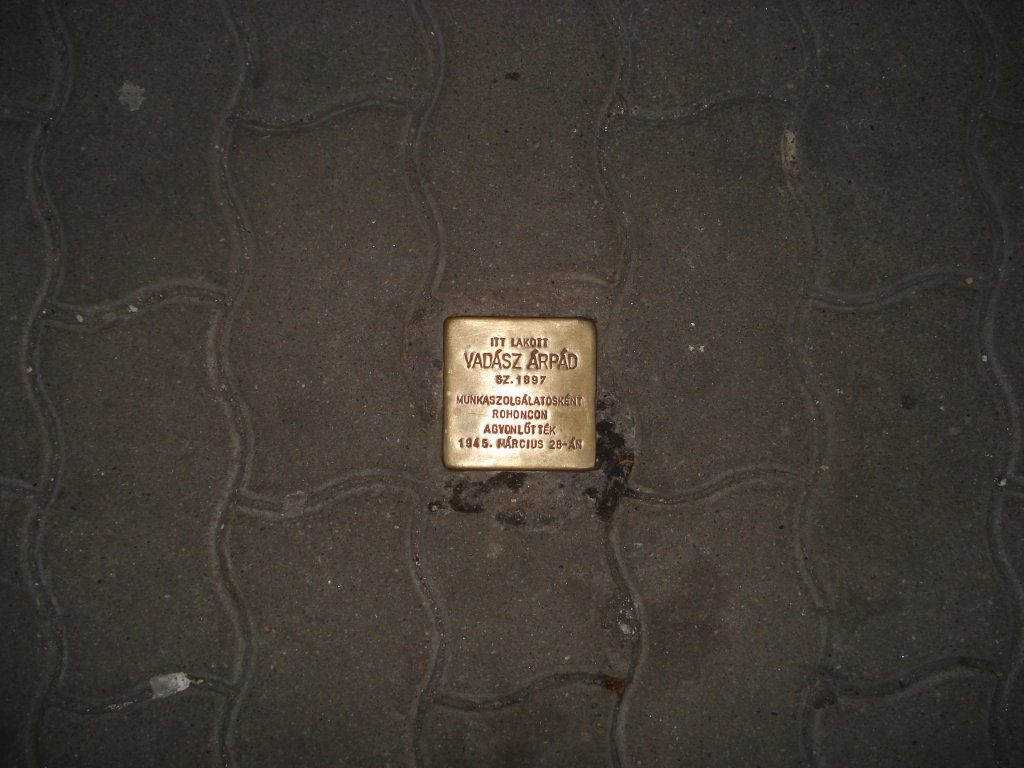 ITT LAKOTT
VADÁSZ ÁRPÁD
SZ. 1897
MUNKASZOLGÁLATOSKÉNT
ROHONCON
AGYONLŐTTÉK
1945. MÁRCIUS 28-ÁN